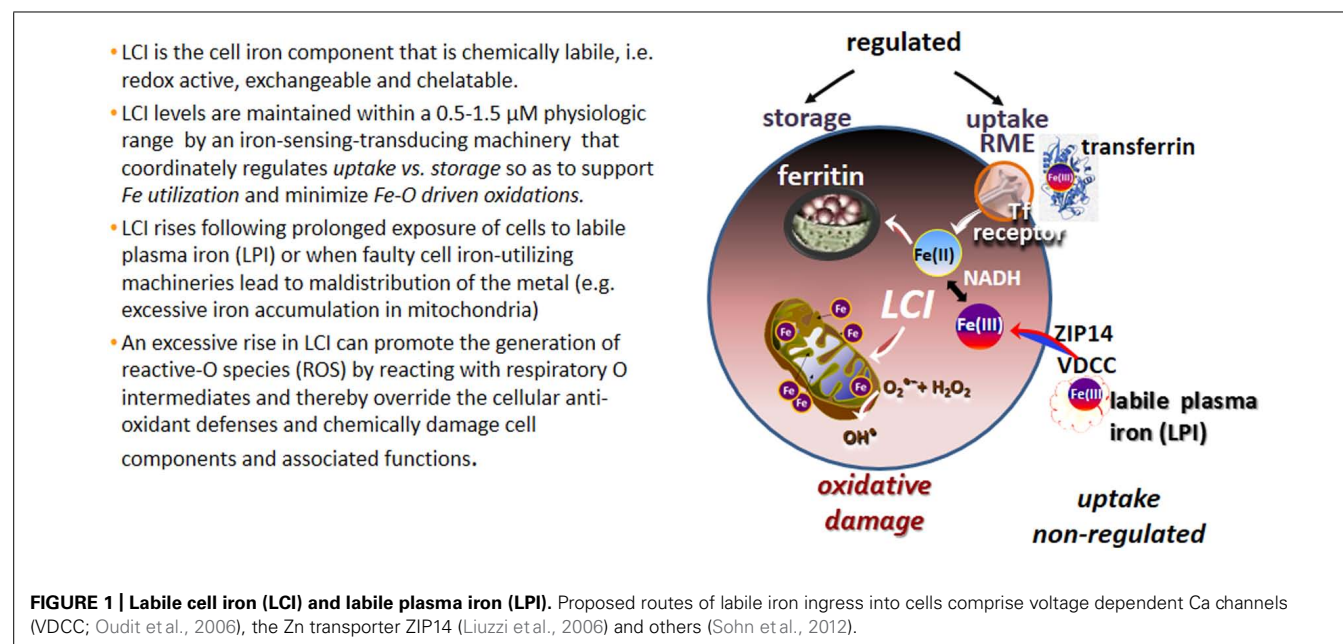 • LCI is the cell iron component that is chemically labile, i.e.
redox active, exchangeable and chelatable.
• LCI levels are maintained within a 0.5-1.5 µM physiologic
range by an iron-sensing-transducing machinery that
coordinately regulates uptake vs. storage so as to support
Fe utilization and minimize Fe-O driven oxidations.
• LCI rises following prolonged exposure of cells to labile
plasma iron (LPI) or when faulty cell iron-utilizing
machineries lead to maldistribution of the metal (e.g.
excessive iron accumulation in mitochondria)
• An excessive rise in LCI can promote the generation of
reactive-O species (ROS) by reacting with respiratory O
intermediates and thereby override the cellular anti-
oxidant defenses and chemically damage cell
components and associated functions.
regulated
storage
uptake
RME
transferrin
Fe(III)
ferritin
Tf
receptor
Fe(II)
NADH
LCI
Fe(III)
ZIP14
VDCC
Fe
Fe
Fe
Fe
Fe
Fe
O₂•⁻+ H₂O₂
OH•
Fe(III)
labile plasma
iron (LPI)
oxidative
damage
uptake
non-regulated
FIGURE 1 | Labile cell iron (LCI) and labile plasma iron (LPI). Proposed routes of labile iron ingress into cells comprise voltage dependent Ca channels
(VDCC; Oudit et al., 2006), the Zn transporter ZIP14 (Liuzzi et al., 2006) and others (Sohn et al., 2012).